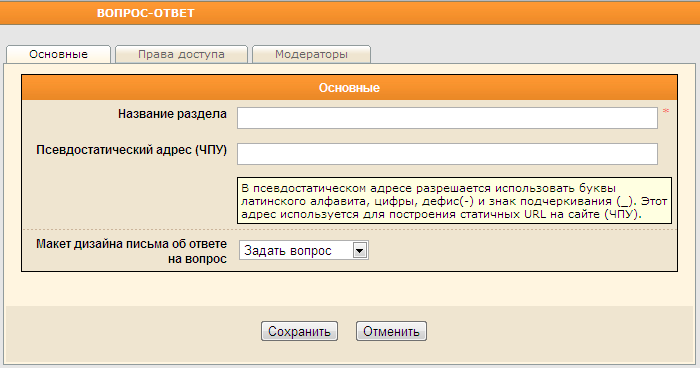 ВОПРОС-ОТВЕТ
Основные
Права доступа
Модераторы
Основные
Название раздела
*
Псевдостатический адрес (ЧПУ)
В псевдостатическом адресе разрешается использовать буквы
латинского алфавита, цифры, дефис(-) и знак подчеркивания (_). Этот
адрес используется для построения статичных URL на сайте (ЧПУ).
Макет дизайна письма об ответе
на вопрос
Задать вопрос
Сохранить
Отменить